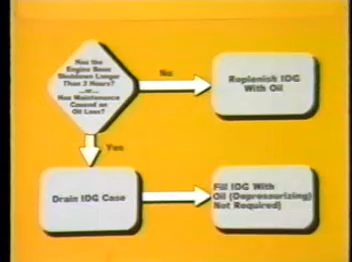 Has the
Engine Been
Shutdown Longer
Than 2 Hours?
...or...
Has Maintenance
Caused an
Oil Loss?
No
Replenish IDG
With Oil
Yes
Drain IDG Case
Fill IDG With
Oil (Depressurizing)
Not Required)